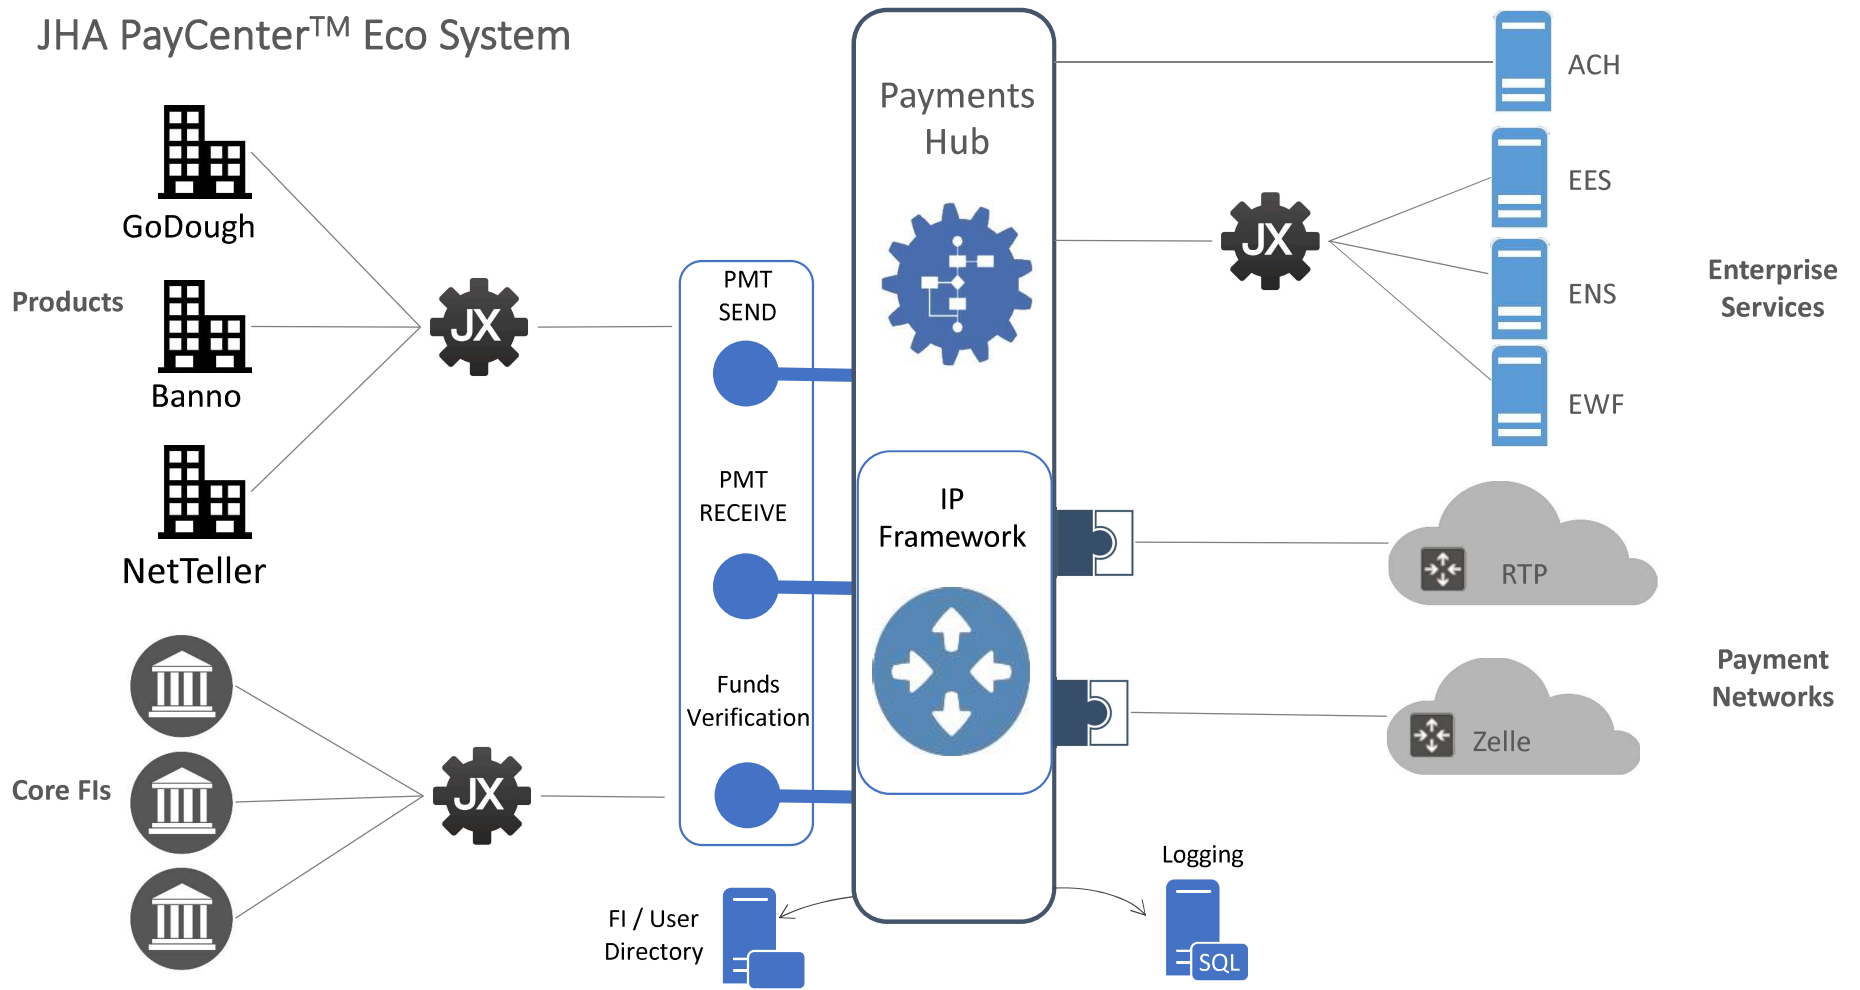 JHA PayCenter™ Eco System
Products
GoDough
Banno
NetTeller
JX
Core FIs
JX
PMT
SEND
PMT
RECEIVE
Funds
Verification
Payments
Hub
IP
Framework
FI / User
Directory
Logging
SQL
JX
ACH
EES
ENS
EWF
Enterprise
Services
RTP
Zelle
Payment
Networks